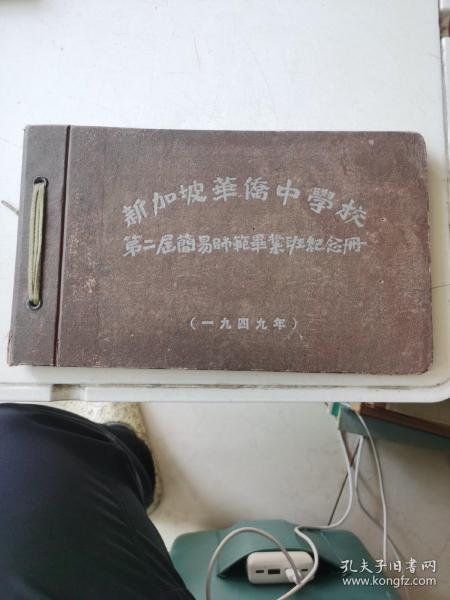 新加坡華僑中學校
第二屆簡易師範畢業班紀念冊
(一九四九年)
孔夫子旧书网
www.kongfz.com